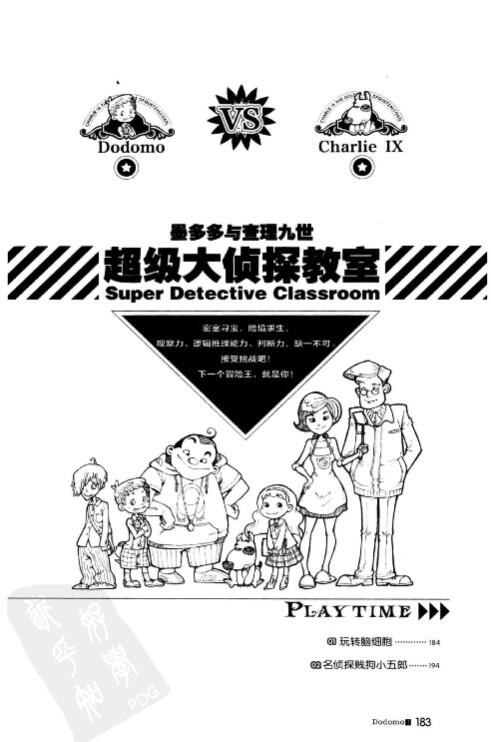 Dodomo
VS
Charlie IX
墨多多与查理九世
超级大侦探教室
Super Detective Classroom
密室寻宝，险境求生，
观察力、逻辑推理能力、判断力，缺一不可，
接受挑战吧！
下一个冒险王，就是你！
PLAY TIME
01 玩转脑细胞 ············ 184
02 名侦探贱狗小五郎 ······· 194
PDG
Dodomo 183